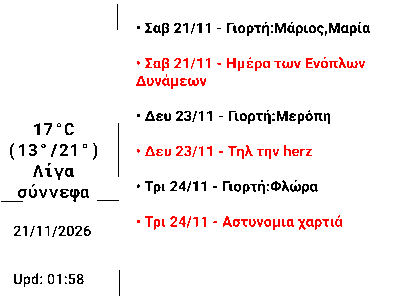 17°C
(13°/21°)
Λίγα
σύννεφα
21/11/2026
Upd: 01:58
• Σαβ 21/11 - Γιορτή:Μάριος,Μαρία
• Σαβ 21/11 - Ημέρα των Ενόπλων
Δυνάμεων
• Δευ 23/11 - Γιορτή:Μερόπη
• Δευ 23/11 - Τηλ την herz
• Τρι 24/11 - Γιορτή:Φλώρα
• Τρι 24/11 - Αστυνομια χαρτιά